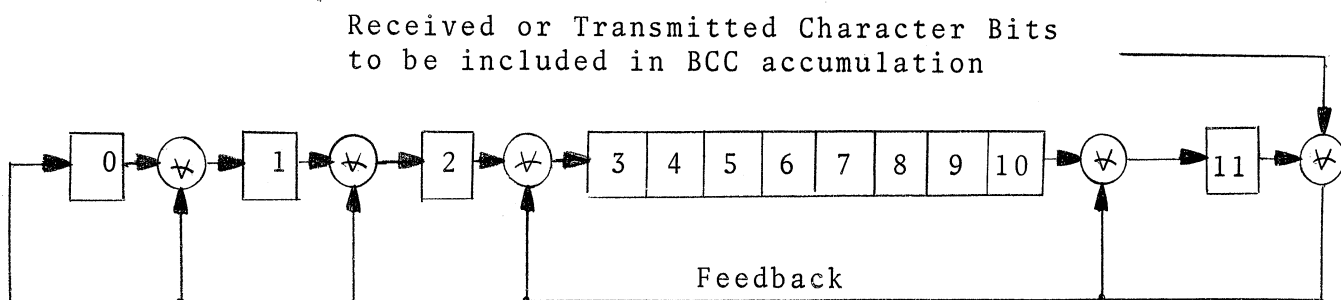 Received or Transmitted Character Bits
to be included in BCC accumulation
0 ⊻ 1 ⊻ 2 ⊻ 3 4 5 6 7 8 9 10 ⊻ 11 ⊻
Feedback